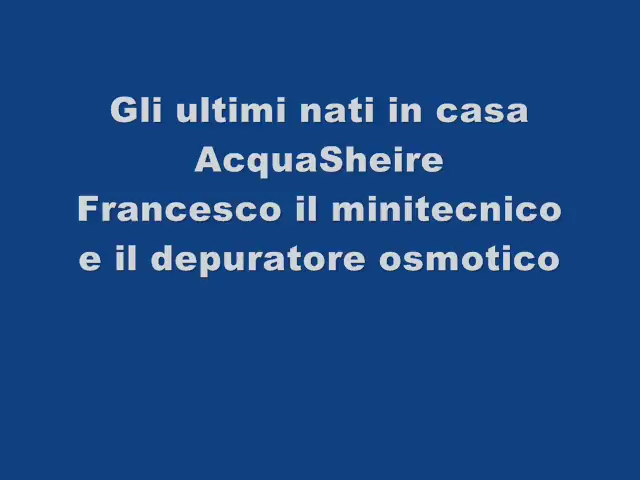 Gli ultimi nati in casa
AcquaSheire
Francesco il minitecnico
e il depuratore osmotico